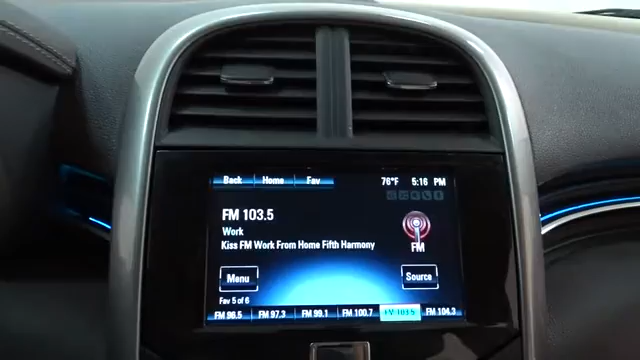 Back Home Fav 76°F 5:16 PM
FM 103.5
Work
Kiss FM Work From Home Fifth Harmony
FM
Menu Source
Fav 5 of 6
FM 96.5 FM 97.3 FM 99.1 FM 100.7 FM 103.5 FM 104.3